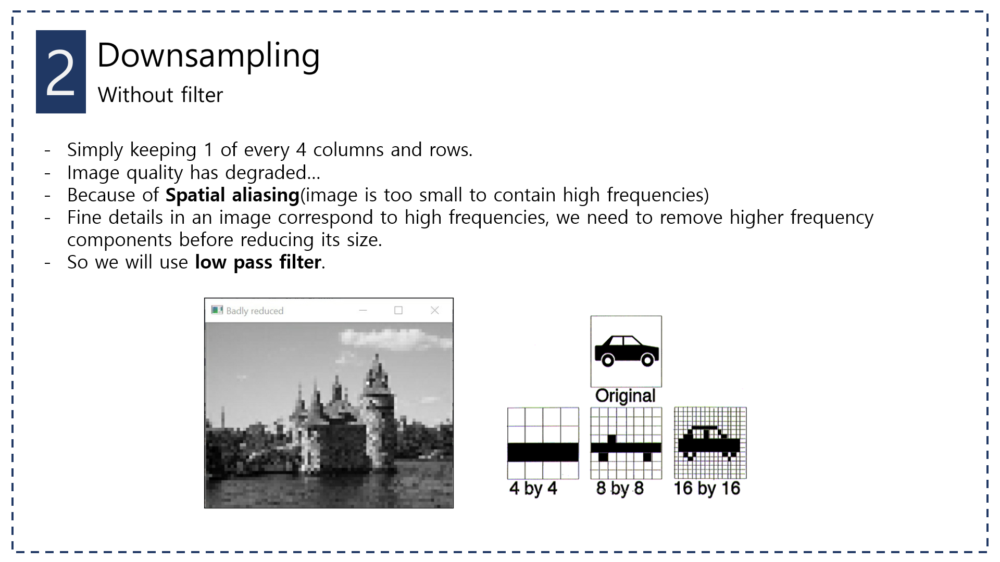 2
Downsampling
Without filter
- Simply keeping 1 of every 4 columns and rows.
- Image quality has degraded...
- Because of Spatial aliasing(image is too small to contain high frequencies)
- Fine details in an image correspond to high frequencies, we need to remove higher frequency
components before reducing its size.
- So we will use low pass filter.
Badly reduced
Original
4 by 4
8 by 8
16 by 16